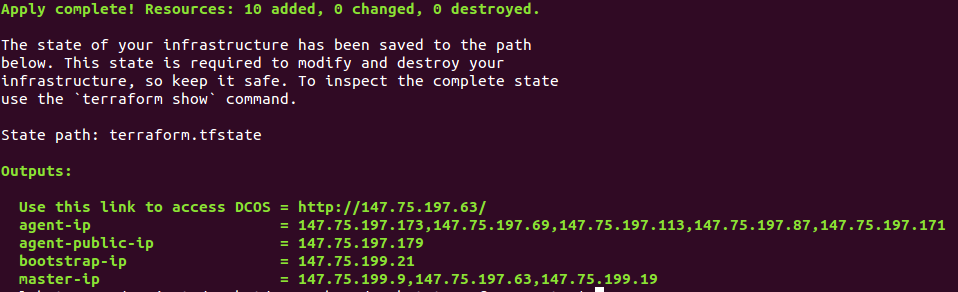 Apply complete! Resources: 10 added, 0 changed, 0 destroyed.
The state of your infrastructure has been saved to the path
below. This state is required to modify and destroy your
infrastructure, so keep it safe. To inspect the complete state
use the `terraform show` command.
State path: terraform.tfstate
Outputs:
Use this link to access DCOS = http://147.75.197.63/
agent-ip = 147.75.197.173,147.75.197.69,147.75.197.113,147.75.197.87,147.75.197.171
agent-public-ip = 147.75.197.179
bootstrap-ip = 147.75.199.21
master-ip = 147.75.199.9,147.75.197.63,147.75.199.19